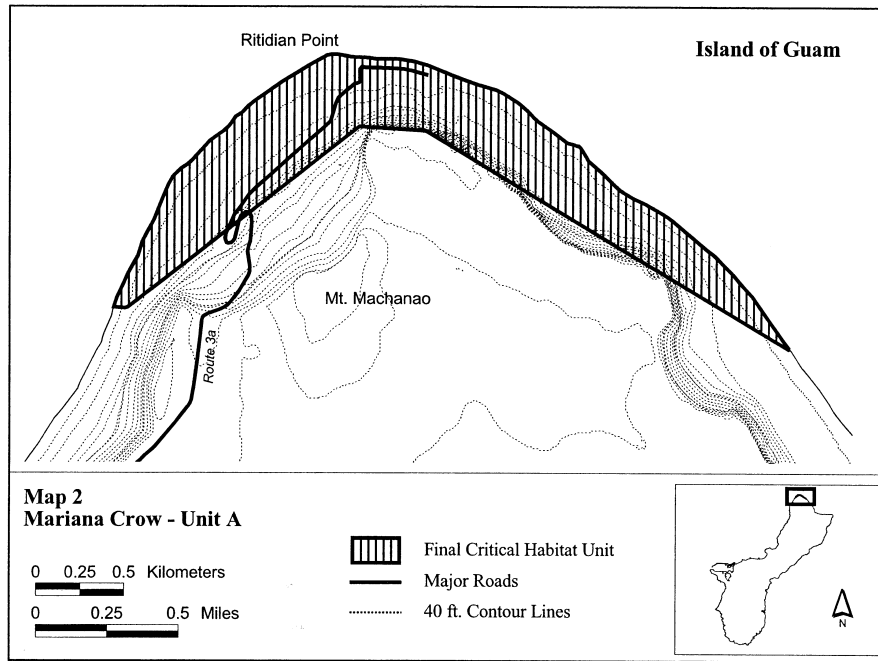 Ritidian Point
Island of Guam
Mt. Machanao
Route 3a
Map 2
Mariana Crow - Unit A
0 0.25 0.5 Kilometers
0 0.25 0.5 Miles
Final Critical Habitat Unit
Major Roads
40 ft. Contour Lines
N